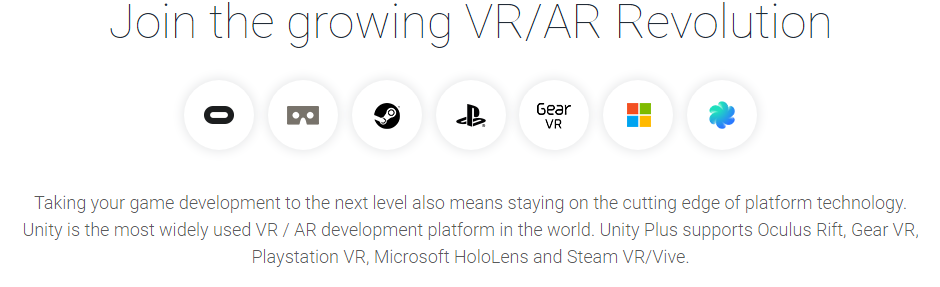 Join the growing VR/AR Revolution
Gear
VR
Taking your game development to the next level also means staying on the cutting edge of platform technology.
Unity is the most widely used VR / AR development platform in the world. Unity Plus supports Oculus Rift, Gear VR,
Playstation VR, Microsoft HoloLens and Steam VR/Vive.